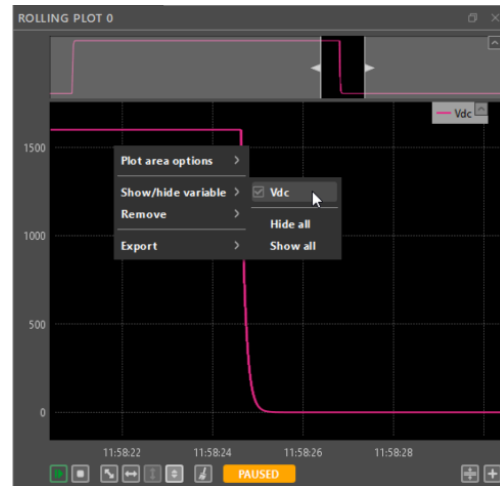 ROLLING PLOT 0
Vdc
1500
Plot area options
Show/hide variable
Vdc
Remove
Hide all
1000
Export
Show all
500
0
11:58:22
11:58:24
11:58:26
11:58:28
PAUSED